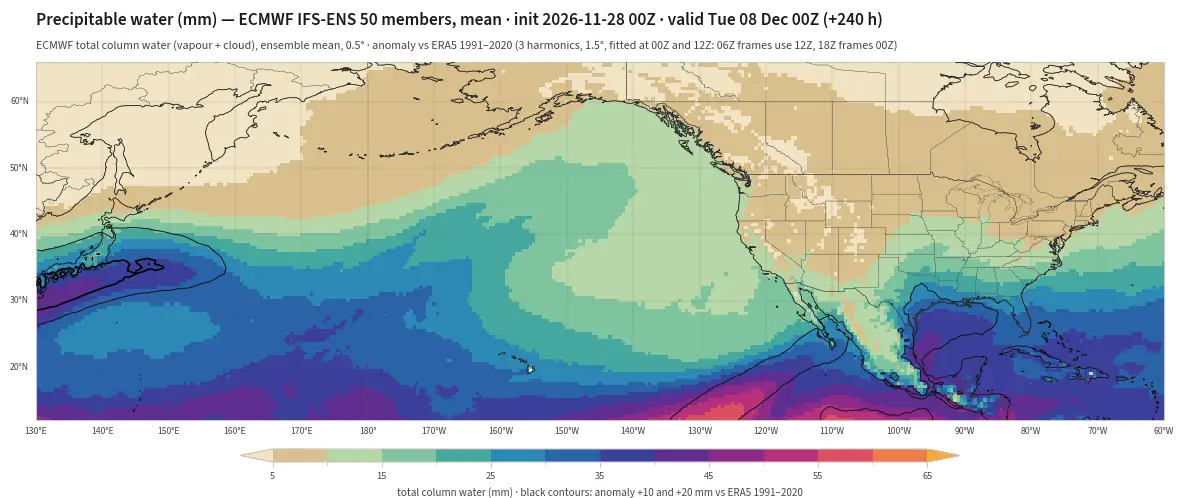 Precipitable water (mm) — ECMWF IFS-ENS 50 members, mean · init 2026-11-28 00Z · valid Tue 08 Dec 00Z (+240 h)
ECMWF total column water (vapour + cloud), ensemble mean, 0.5° · anomaly vs ERA5 1991–2020 (3 harmonics, 1.5°, fitted at 00Z and 12Z: 06Z frames use 12Z, 18Z frames 00Z)
60°N
50°N
40°N
30°N
20°N
130°E 140°E 150°E 160°E 170°E 180° 170°W 160°W 150°W 140°W 130°W 120°W 110°W 100°W 90°W 80°W 70°W 60°W
5 15 25 35 45 55 65
total column water (mm) · black contours: anomaly +10 and +20 mm vs ERA5 1991–2020